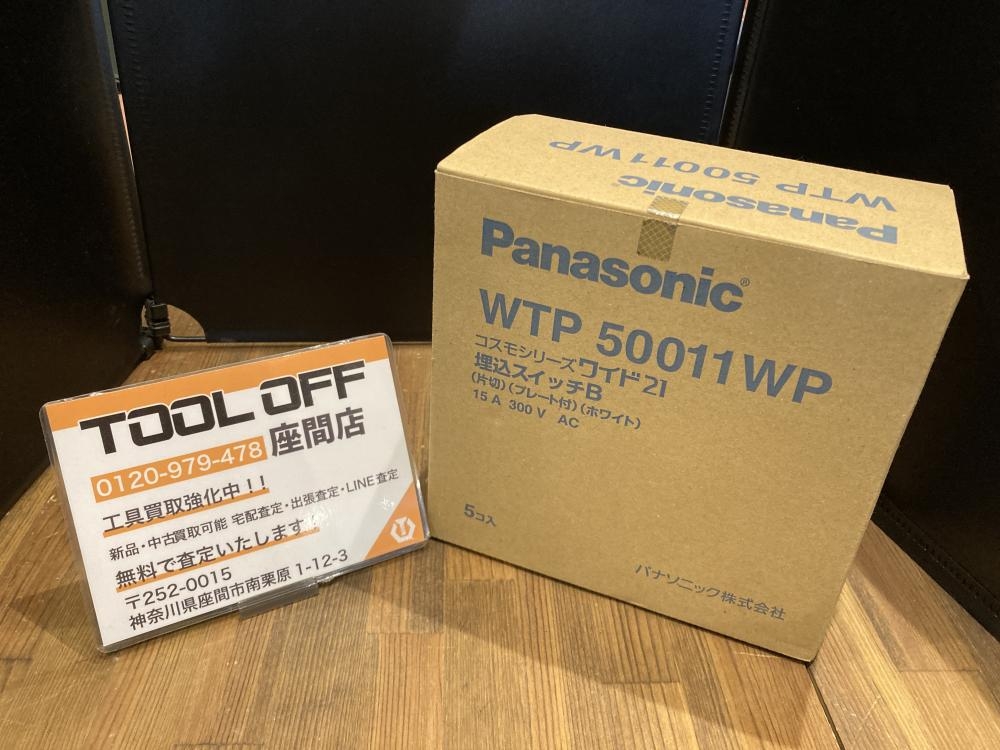 WTP 50011WP
Panasonic
Panasonic®
WTP 50011WP
コスモシリーズワイド21
埋込スイッチB
(片切)(プレート付)(ホワイト)
15 A 300 V AC
5コ入
パナソニック株式会社
TOOL OFF
0120-979-478 座間店
工具買取強化中!!
新品・中古買取可能 宅配査定・出張査定・LINE査定
無料で査定いたします!
〒252-0015
神奈川県座間市南栗原1-12-3